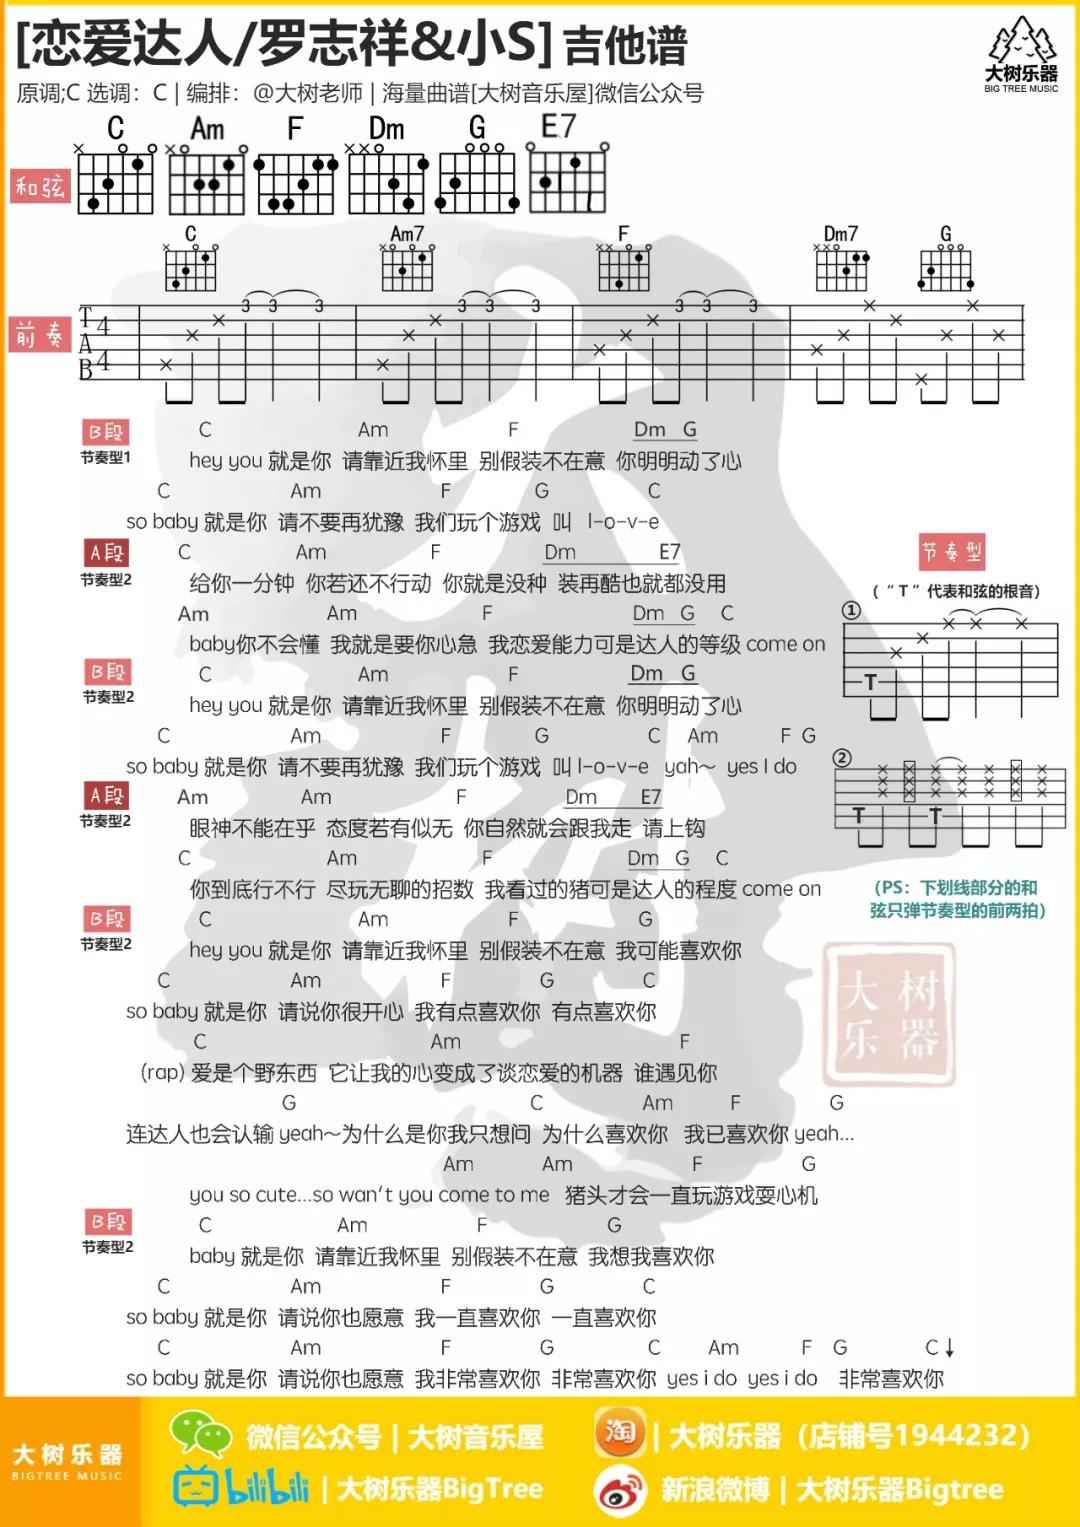 [恋爱达人/罗志祥&小S] 吉他谱
大树乐器
BIG TREE MUSIC
原调;C 选调：C | 编排：@大树老师 | 海量曲谱[大树音乐屋]微信公众号
C Am F Dm G E7
和弦
C Am7 F Dm7 G
前奏
T A B 4 4
3 3 3 3 3 3 3 3 3
B段 C Am F Dm G
节奏型1 hey you 就是你 请靠近我怀里 别假装不在意 你明明动了心
C Am F G C
so baby 就是你 请不要再犹豫 我们玩个游戏 叫 l-o-v-e
A段 C Am F Dm E7
节奏型2 给你一分钟 你若还不行动 你就是没种 装再酷也就都没用
Am Am F Dm G C
baby你不会懂 我就是要你心急 我恋爱能力可是达人的等级 come on
B段 C Am F Dm G
节奏型2 hey you 就是你 请靠近我怀里 别假装不在意 你明明动了心
C Am F G C Am F G
so baby 就是你 请不要再犹豫 我们玩个游戏 叫l-o-v-e yah～ yes I do
A段 Am Am F Dm E7
节奏型2 眼神不能在乎 态度若有似无 你自然就会跟我走 请上钩
C Am F Dm G C
你到底行不行 尽玩无聊的招数 我看过的猪可是达人的程度 come on
B段 C Am F G
节奏型2 hey you 就是你 请靠近我怀里 别假装不在意 我可能喜欢你
C Am F G C
so baby 就是你 请说你很开心 我有点喜欢你 有点喜欢你
C Am F
(rap) 爱是个野东西 它让我的心变成了谈恋爱的机器 谁遇见你
G C Am F G
连达人也会认输 yeah～为什么是你我只想问 为什么喜欢你 我已喜欢你 yeah...
Am Am F G
you so cute...so wan't you come to me 猪头才会一直玩游戏耍心机
B段 C Am F G
节奏型2 baby 就是你 请靠近我怀里 别假装不在意 我想我喜欢你
C Am F G C
so baby 就是你 请说你也愿意 我一直喜欢你 一直喜欢你
C Am F G C Am F G C↓
so baby 就是你 请说你也愿意 我非常喜欢你 非常喜欢你 yes i do yes i do 非常喜欢你
节奏型
（“T”代表和弦的根音）
①
T
②
T T
（PS：下划线部分的和
弦只弹节奏型的前两拍）
大树
乐器
大树乐器
BIGTREE MUSIC
微信公众号 | 大树音乐屋
淘 | 大树乐器（店铺号1944232）
bilibili | 大树乐器BigTree
新浪微博 | 大树乐器Bigtree
大树